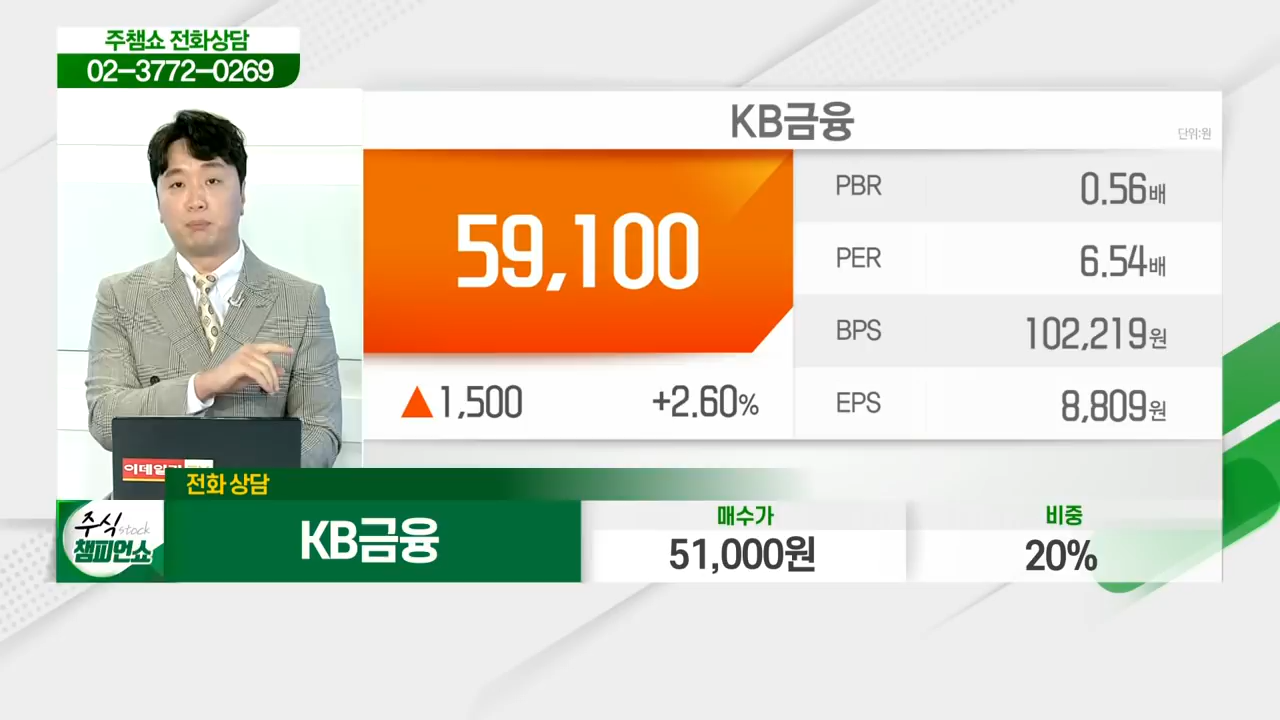 주챔쇼 전화상담
02-3772-0269
KB금융
단위:원
59,100
▲1,500 +2.60%
PBR 0.56배
PER 6.54배
BPS 102,219원
EPS 8,809원
전화 상담
주식 stock
챔피언쇼
KB금융
매수가
51,000원
비중
20%